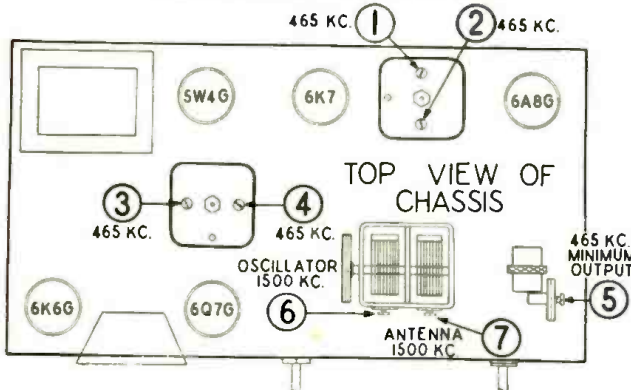 465 KC. 1 2 465 KC.
5W4G 6K7 6A8G
TOP VIEW OF
CHASSIS
3 4
465 KC. 465 KC.
OSCILLATOR
1500 KC.
465 KC.
MINIMUM
OUTPUT
5
6K6G 6Q7G 6
ANTENNA
1500 KC
7